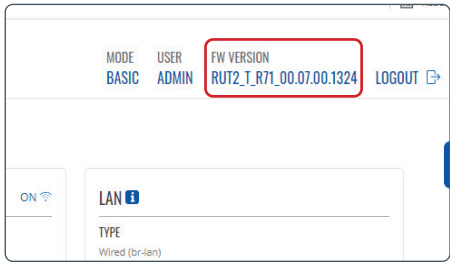 MODE USER FW VERSION
BASIC ADMIN RUT2_T_R71_00.07.00.1324 LOGOUT
ON LAN i
TYPE
Wired (br-lan)